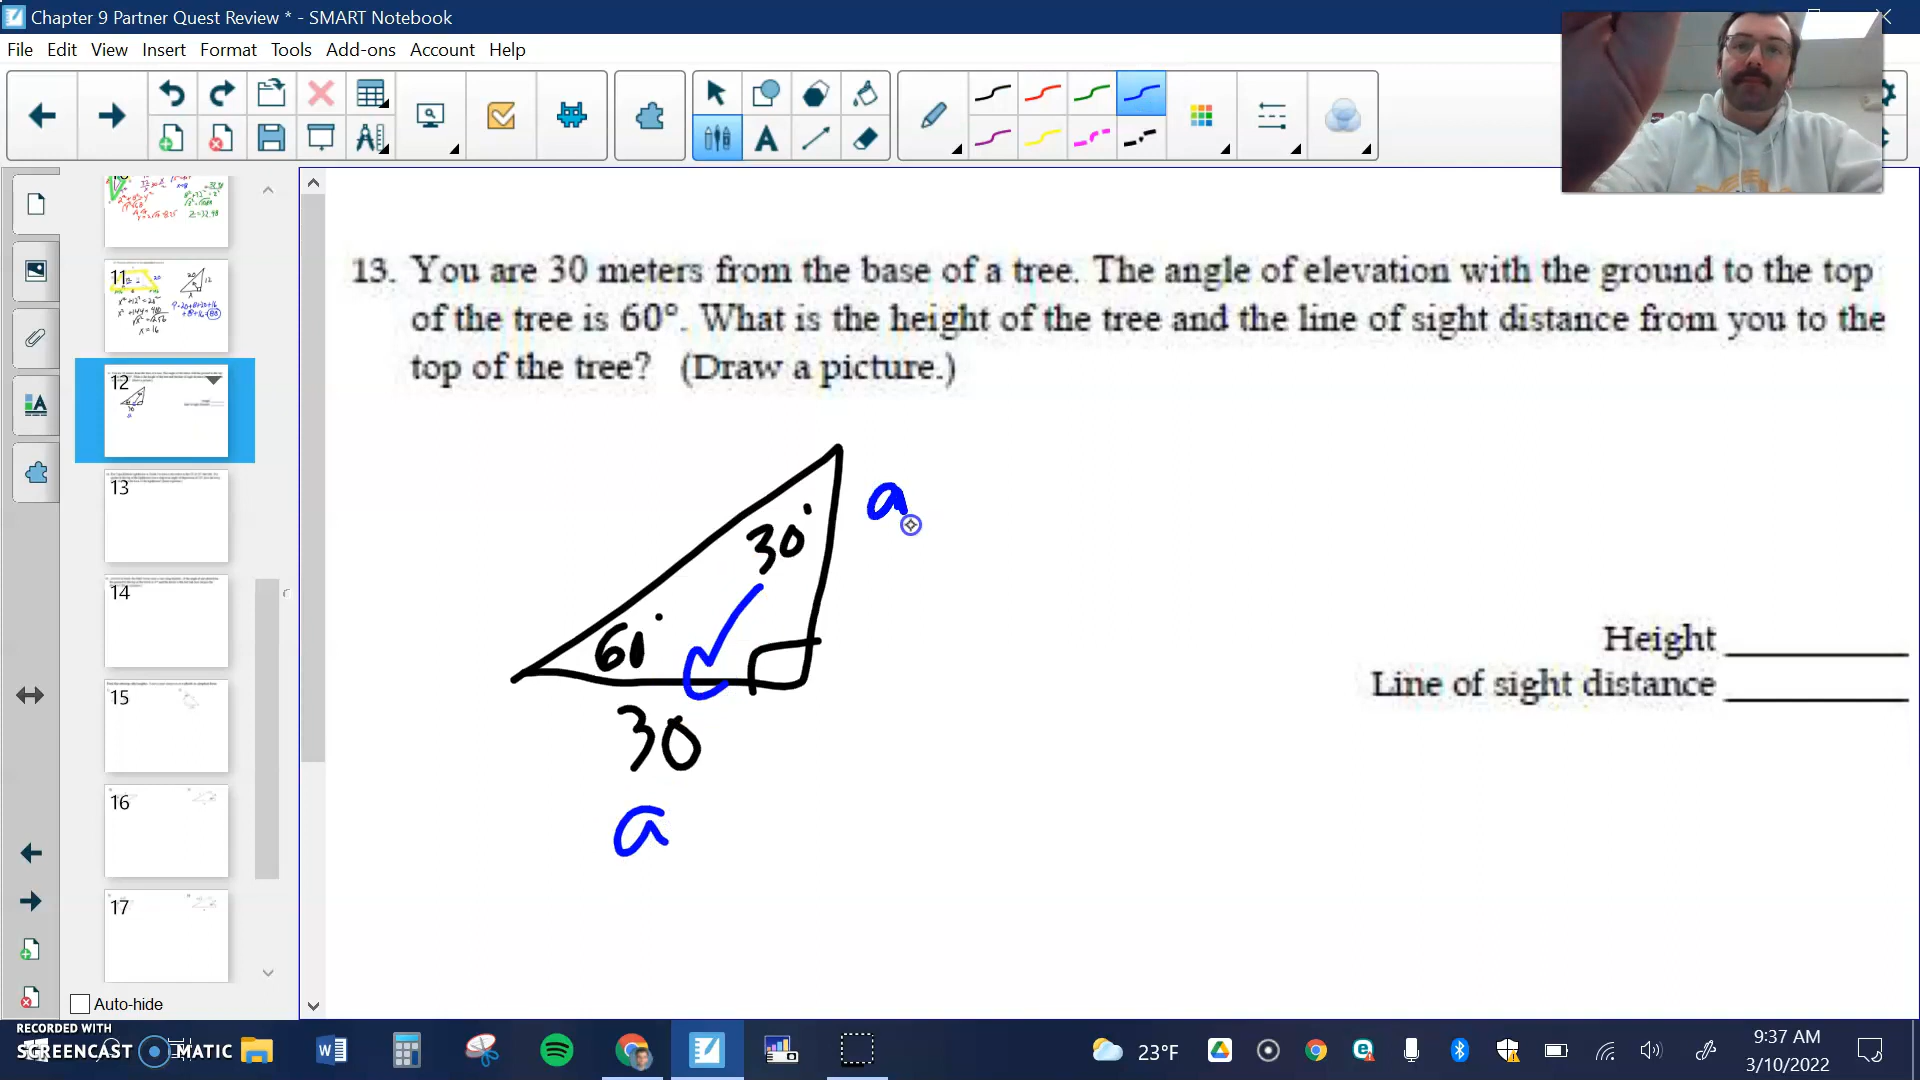 Chapter 9 Partner Quest Review * - SMART Notebook
File Edit View Insert Format Tools Add-ons Account Help
11
12
13
14
15
16
17
Auto-hide
13. You are 30 meters from the base of a tree. The angle of elevation with the ground to the top
of the tree is 60°. What is the height of the tree and the line of sight distance from you to the
top of the tree? (Draw a picture.)
a
30°
60°
30
a
Height
Line of sight distance
RECORDED WITH
SCREENCAST MATIC
23°F
9:37 AM
3/10/2022